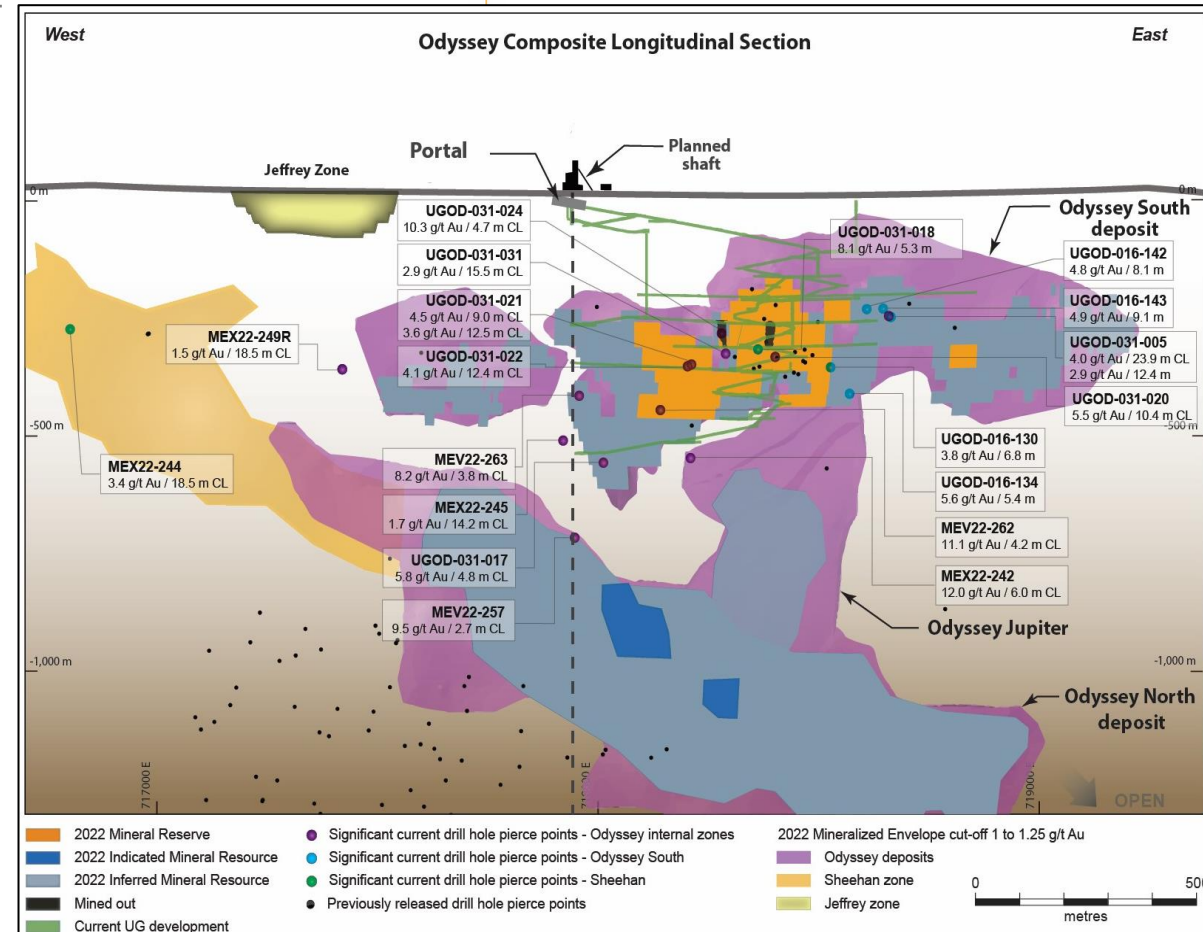 West
East
Odyssey Composite Longitudinal Section
Portal
Planned
shaft
Jeffrey Zone
0 m
0 m
UGOD-031-024
10.3 g/t Au / 4.7 m CL
UGOD-031-031
2.9 g/t Au / 15.5 m CL
UGOD-031-021
4.5 g/t Au / 9.0 m CL
3.6 g/t Au / 12.5 m CL
UGOD-031-022
4.1 g/t Au / 12.4 m CL
UGOD-031-018
8.1 g/t Au / 5.3 m
Odyssey South
deposit
UGOD-016-142
4.8 g/t Au / 8.1 m
UGOD-016-143
4.9 g/t Au / 9.1 m
UGOD-031-005
4.0 g/t Au / 23.9 m CL
2.9 g/t Au / 12.4 m
UGOD-031-020
5.5 g/t Au / 10.4 m CL
MEX22-249R
1.5 g/t Au / 18.5 m CL
-500 m
-500 m
MEX22-244
3.4 g/t Au / 18.5 m CL
MEV22-263
8.2 g/t Au / 3.8 m CL
MEX22-245
1.7 g/t Au / 14.2 m CL
UGOD-031-017
5.8 g/t Au / 4.8 m CL
MEV22-257
9.5 g/t Au / 2.7 m CL
UGOD-016-130
3.8 g/t Au / 6.8 m
UGOD-016-134
5.6 g/t Au / 5.4 m
MEV22-262
11.1 g/t Au / 4.2 m CL
MEX22-242
12.0 g/t Au / 6.0 m CL
Odyssey Jupiter
-1,000 m
-1,000 m
Odyssey North
deposit
717000 E
719000 E
OPEN
2022 Mineral Reserve
2022 Indicated Mineral Resource
2022 Inferred Mineral Resource
Mined out
Current UG development
Significant current drill hole pierce points - Odyssey internal zones
Significant current drill hole pierce points - Odyssey South
Significant current drill hole pierce points - Sheehan
Previously released drill hole pierce points
2022 Mineralized Envelope cut-off 1 to 1.25 g/t Au
Odyssey deposits
Sheehan zone
Jeffrey zone
0
500
metres